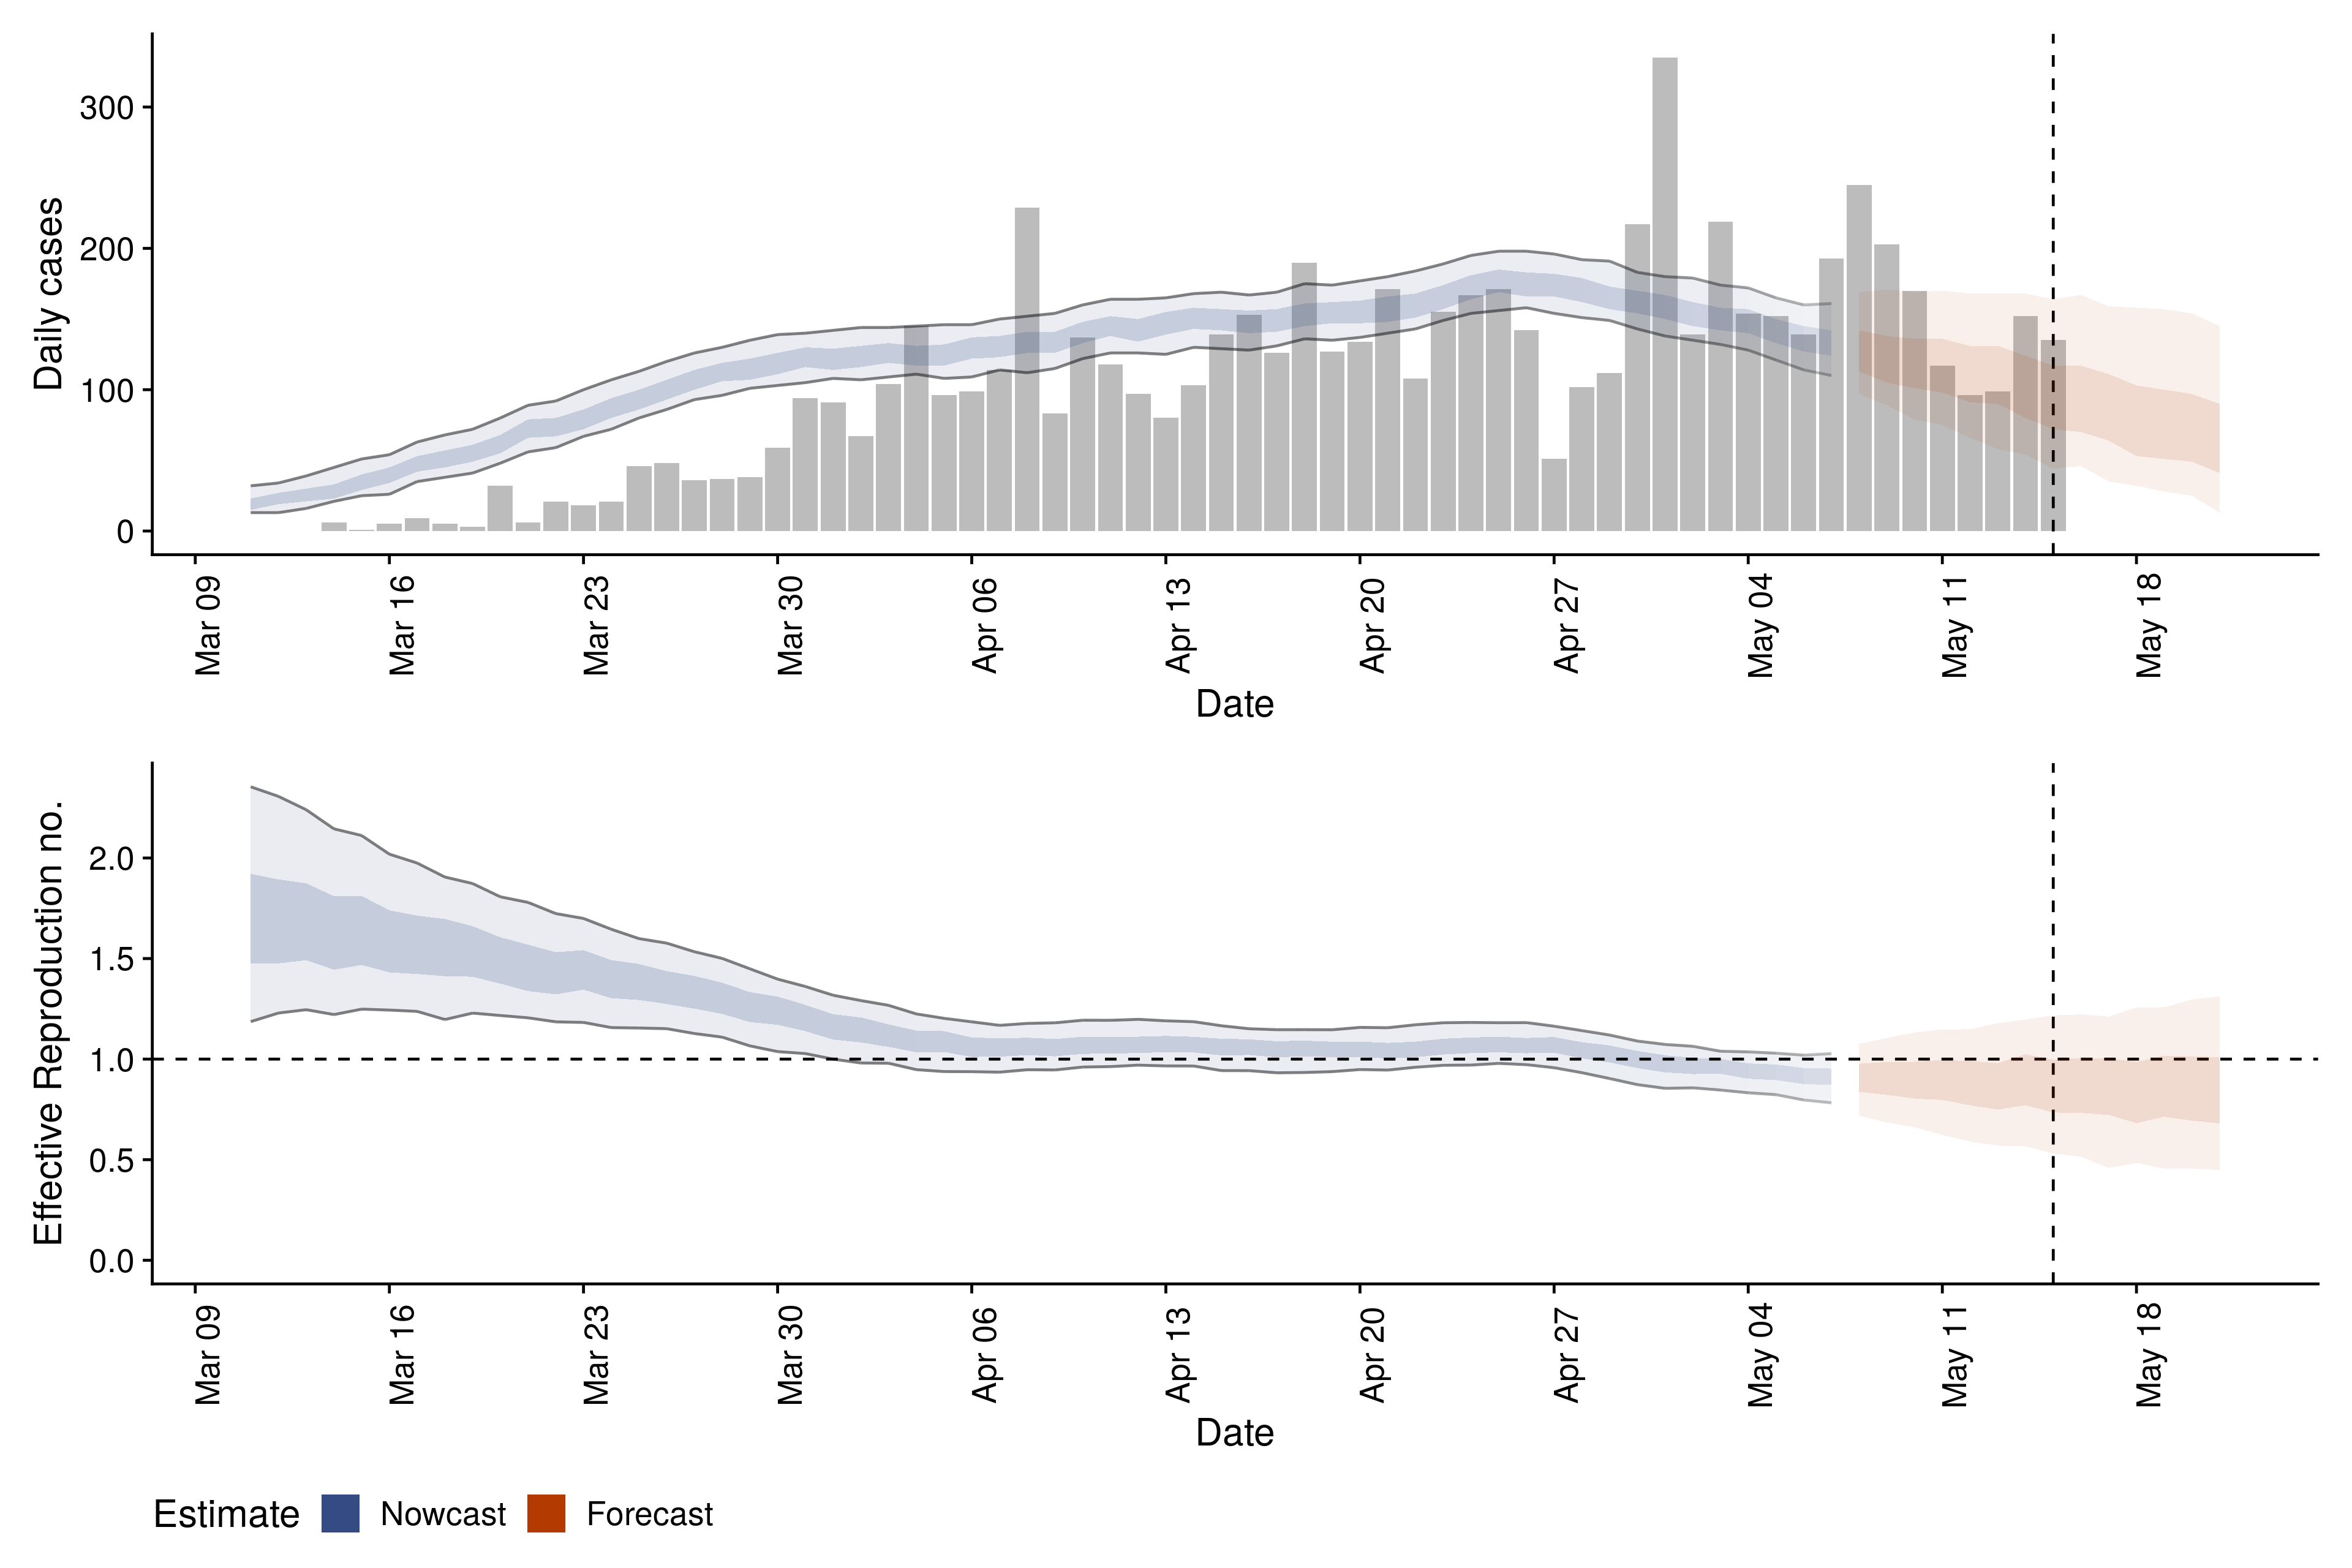 Daily cases
300
200
100
0
Mar 09 Mar 16 Mar 23 Mar 30 Apr 06 Apr 13 Apr 20 Apr 27 May 04 May 11 May 18
Date
Effective Reproduction no.
2.0
1.5
1.0
0.5
0.0
Mar 09 Mar 16 Mar 23 Mar 30 Apr 06 Apr 13 Apr 20 Apr 27 May 04 May 11 May 18
Date
Estimate Nowcast Forecast